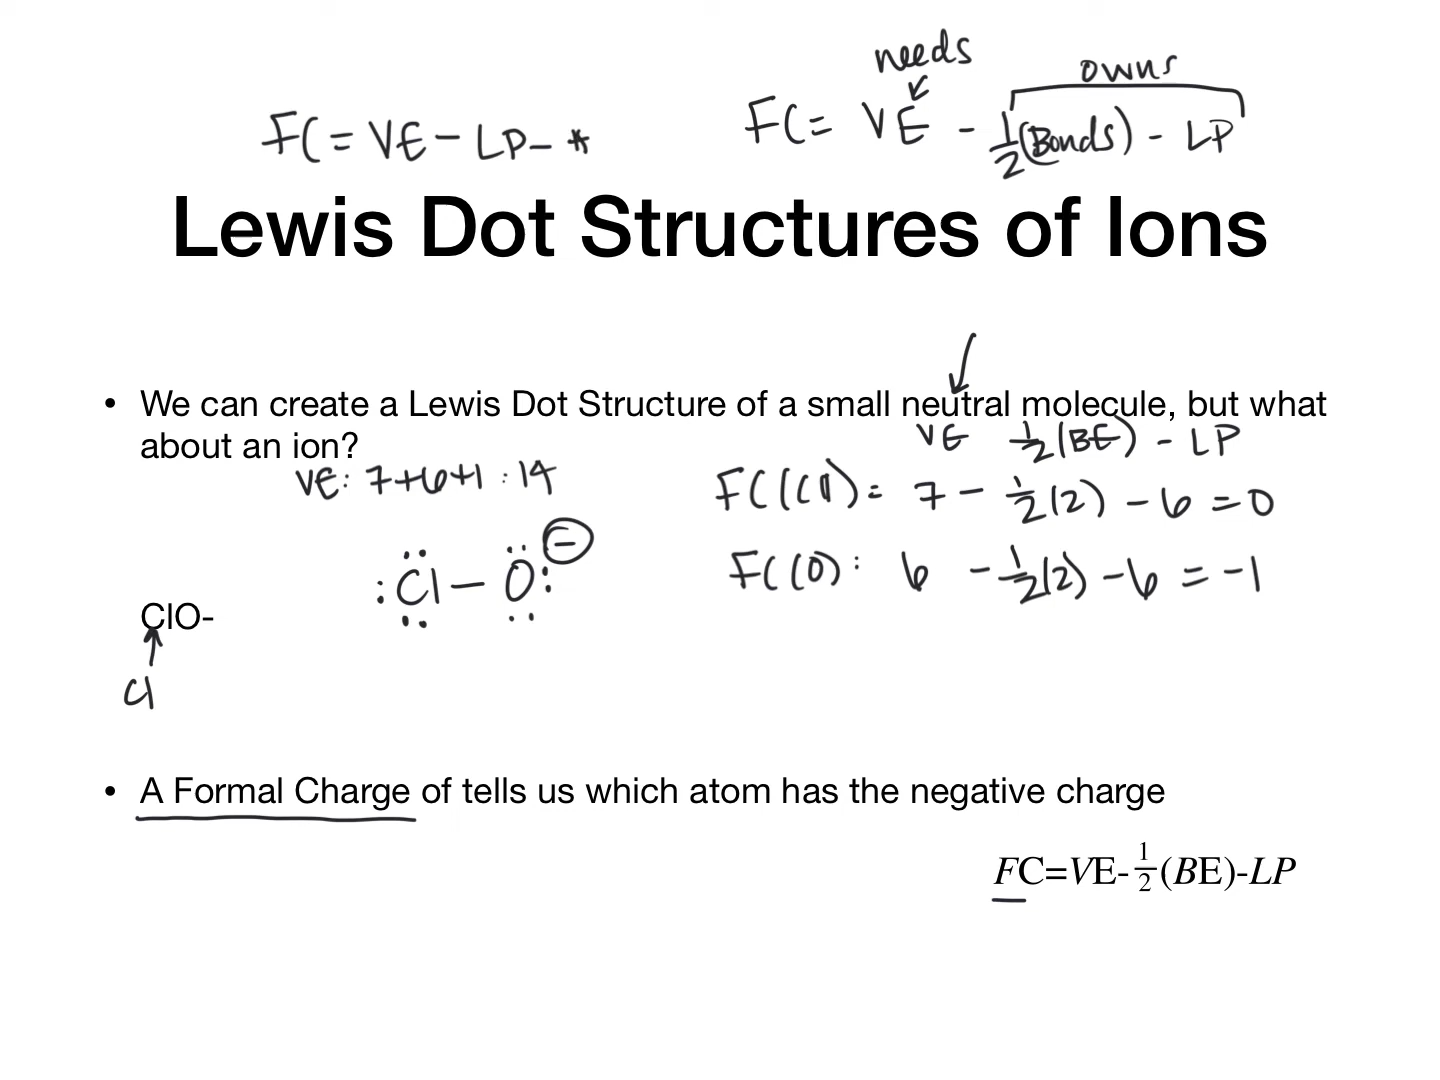 needs
owns
FC = VE – LP – *
FC = VE – 1/2 (Bonds) – LP
Lewis Dot Structures of Ions
• We can create a Lewis Dot Structure of a small neutral molecule, but what
about an ion?
VE 1/2 (BE) – LP
VE: 7+6+1 : 14
FC (Cl) = 7 – 1/2 (2) – 6 = 0
:Cl – O: –
FC (O) : 6 – 1/2 (2) – 6 = –1
ClO-
Cl
• A Formal Charge of tells us which atom has the negative charge
FC=VE-1/2(BE)-LP